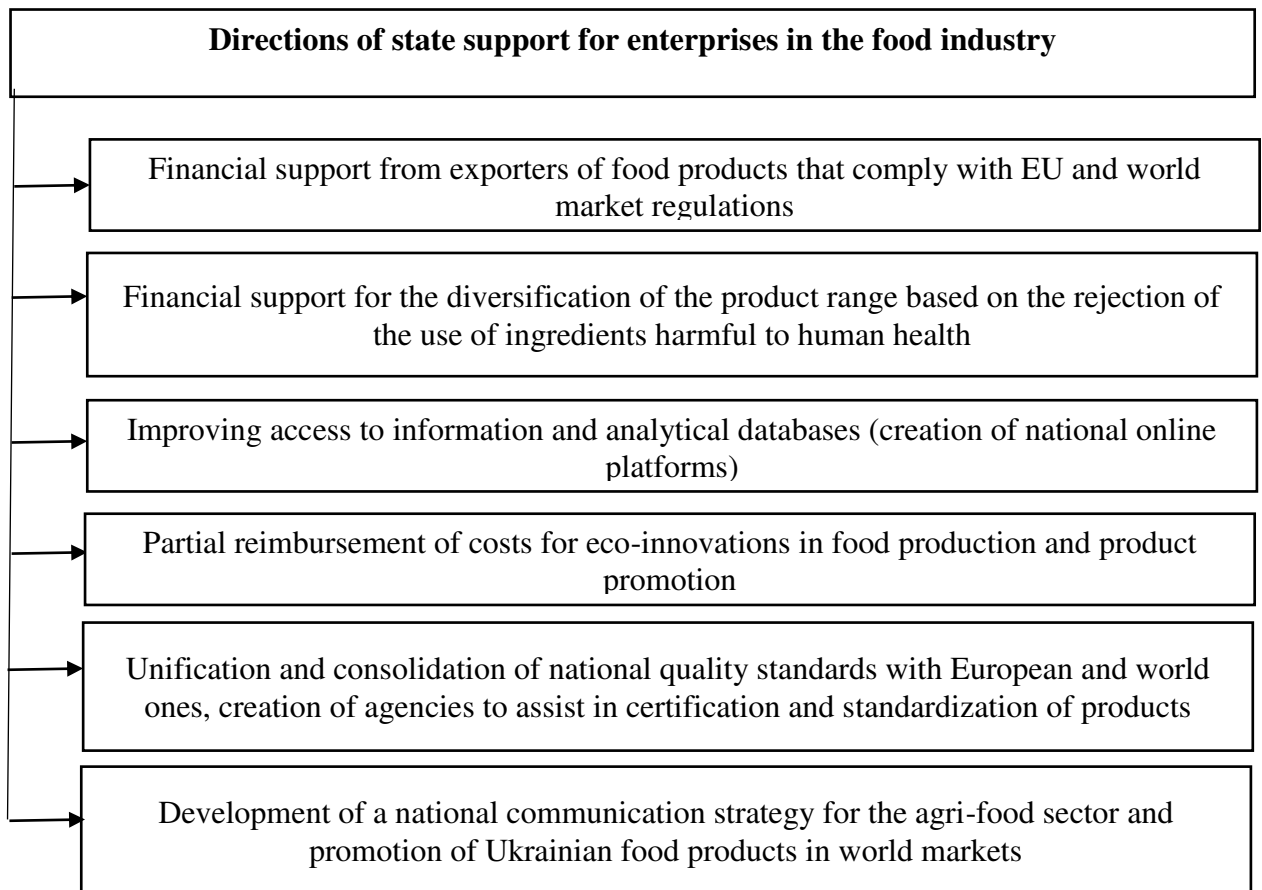 Directions of state support for enterprises in the food industry
Financial support from exporters of food products that comply with EU and world
market regulations
Financial support for the diversification of the product range based on the rejection of
the use of ingredients harmful to human health
Improving access to information and analytical databases (creation of national online
platforms)
Partial reimbursement of costs for eco-innovations in food production and product
promotion
Unification and consolidation of national quality standards with European and world
ones, creation of agencies to assist in certification and standardization of products
Development of a national communication strategy for the agri-food sector and
promotion of Ukrainian food products in world markets